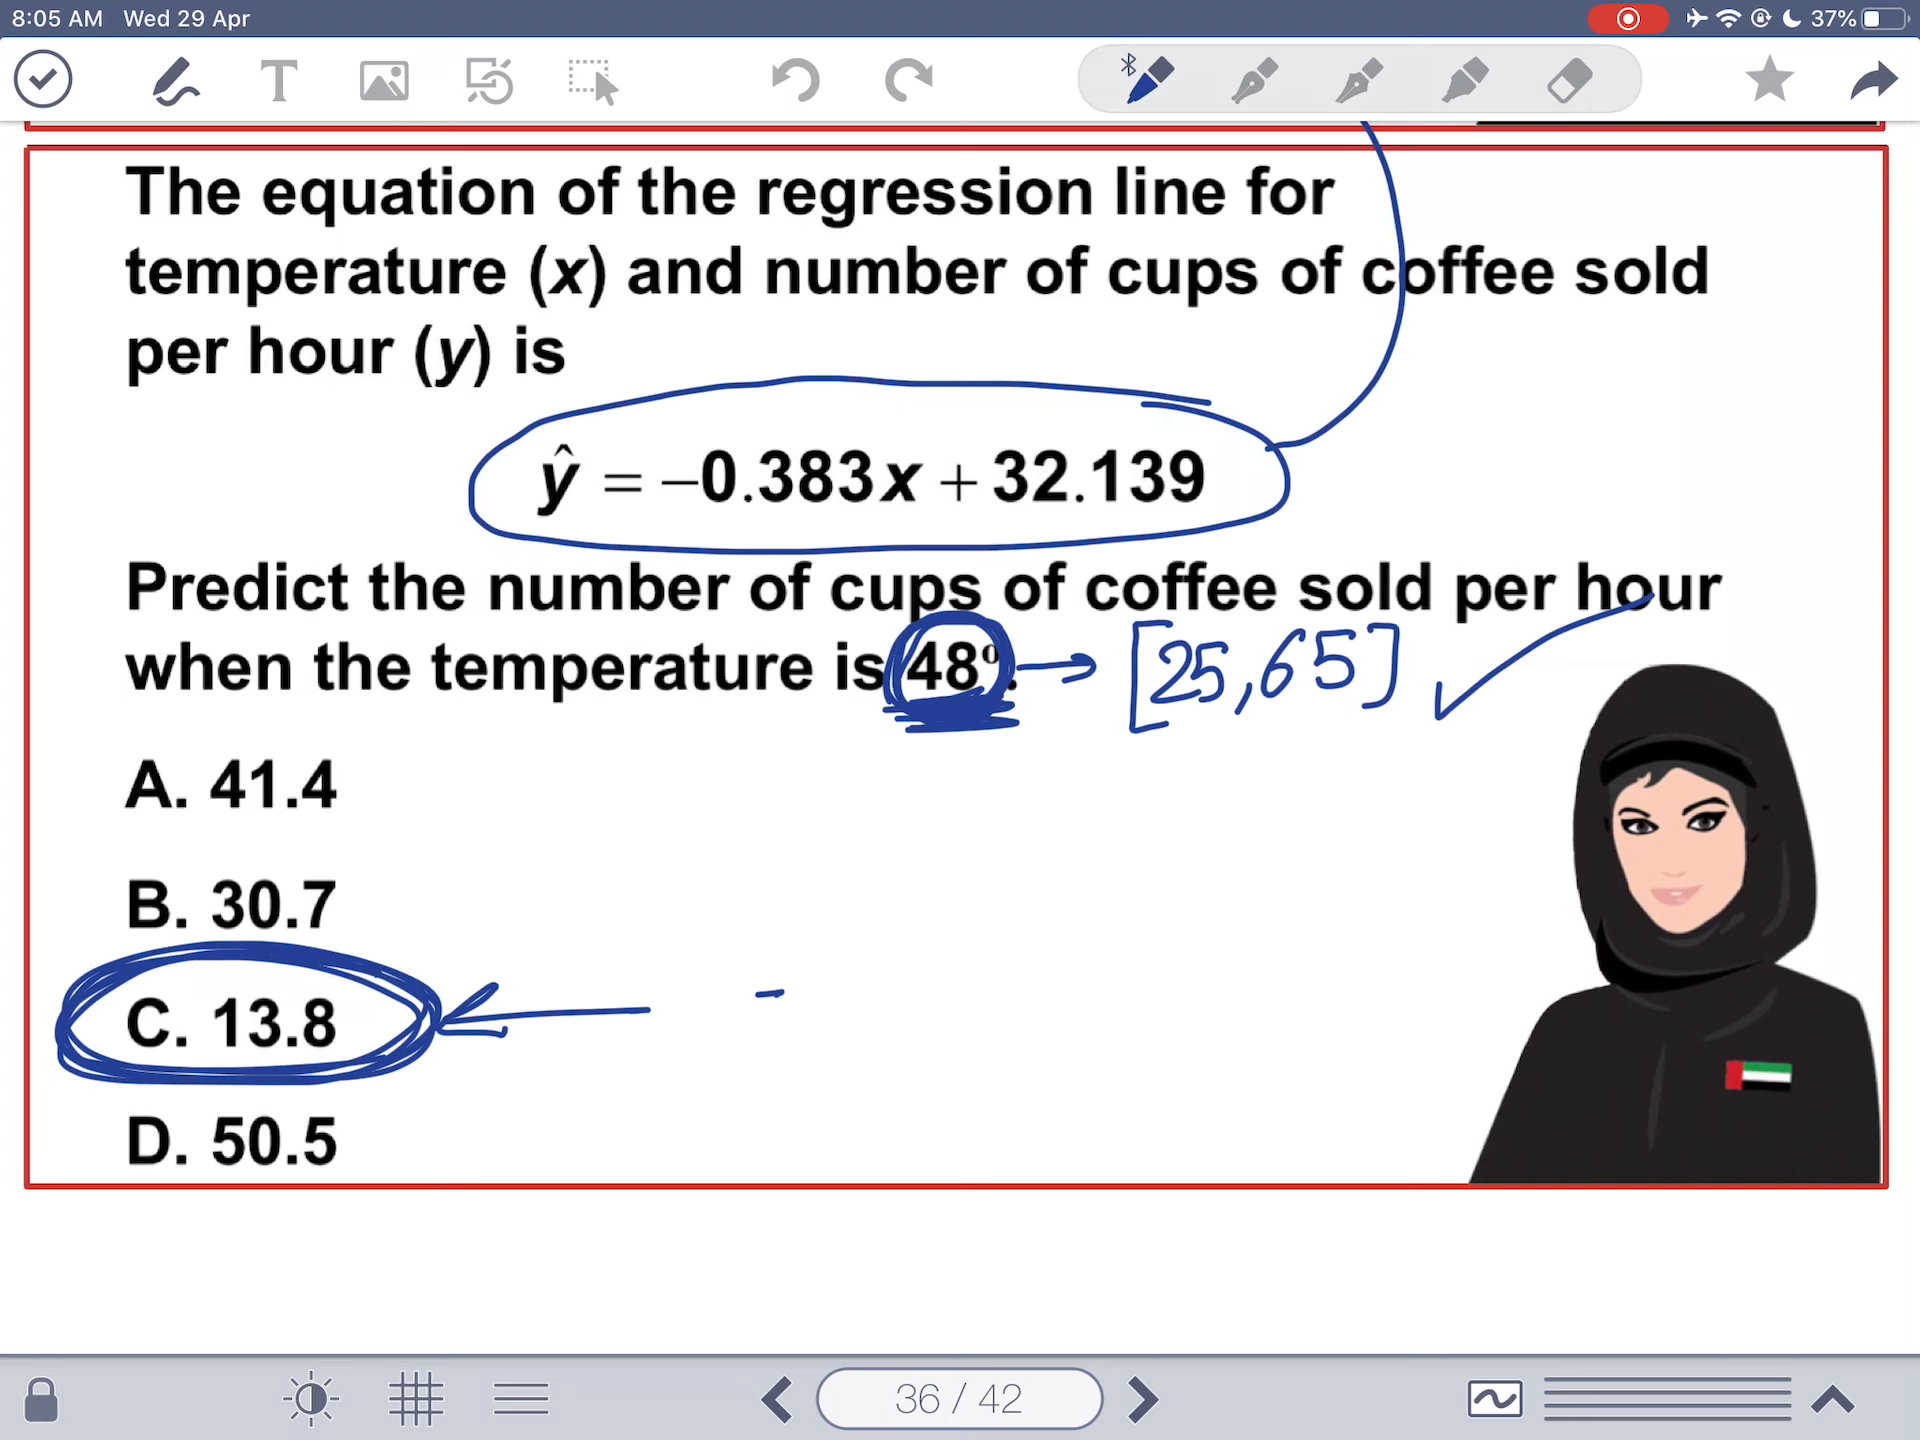 8:05 AM Wed 29 Apr 37%
T
The equation of the regression line for
temperature (x) and number of cups of coffee sold
per hour (y) is
ŷ = −0.383x + 32.139
Predict the number of cups of coffee sold per hour
when the temperature is 48º. → [25,65] ✓
A. 41.4
B. 30.7
C. 13.8
D. 50.5
36 / 42